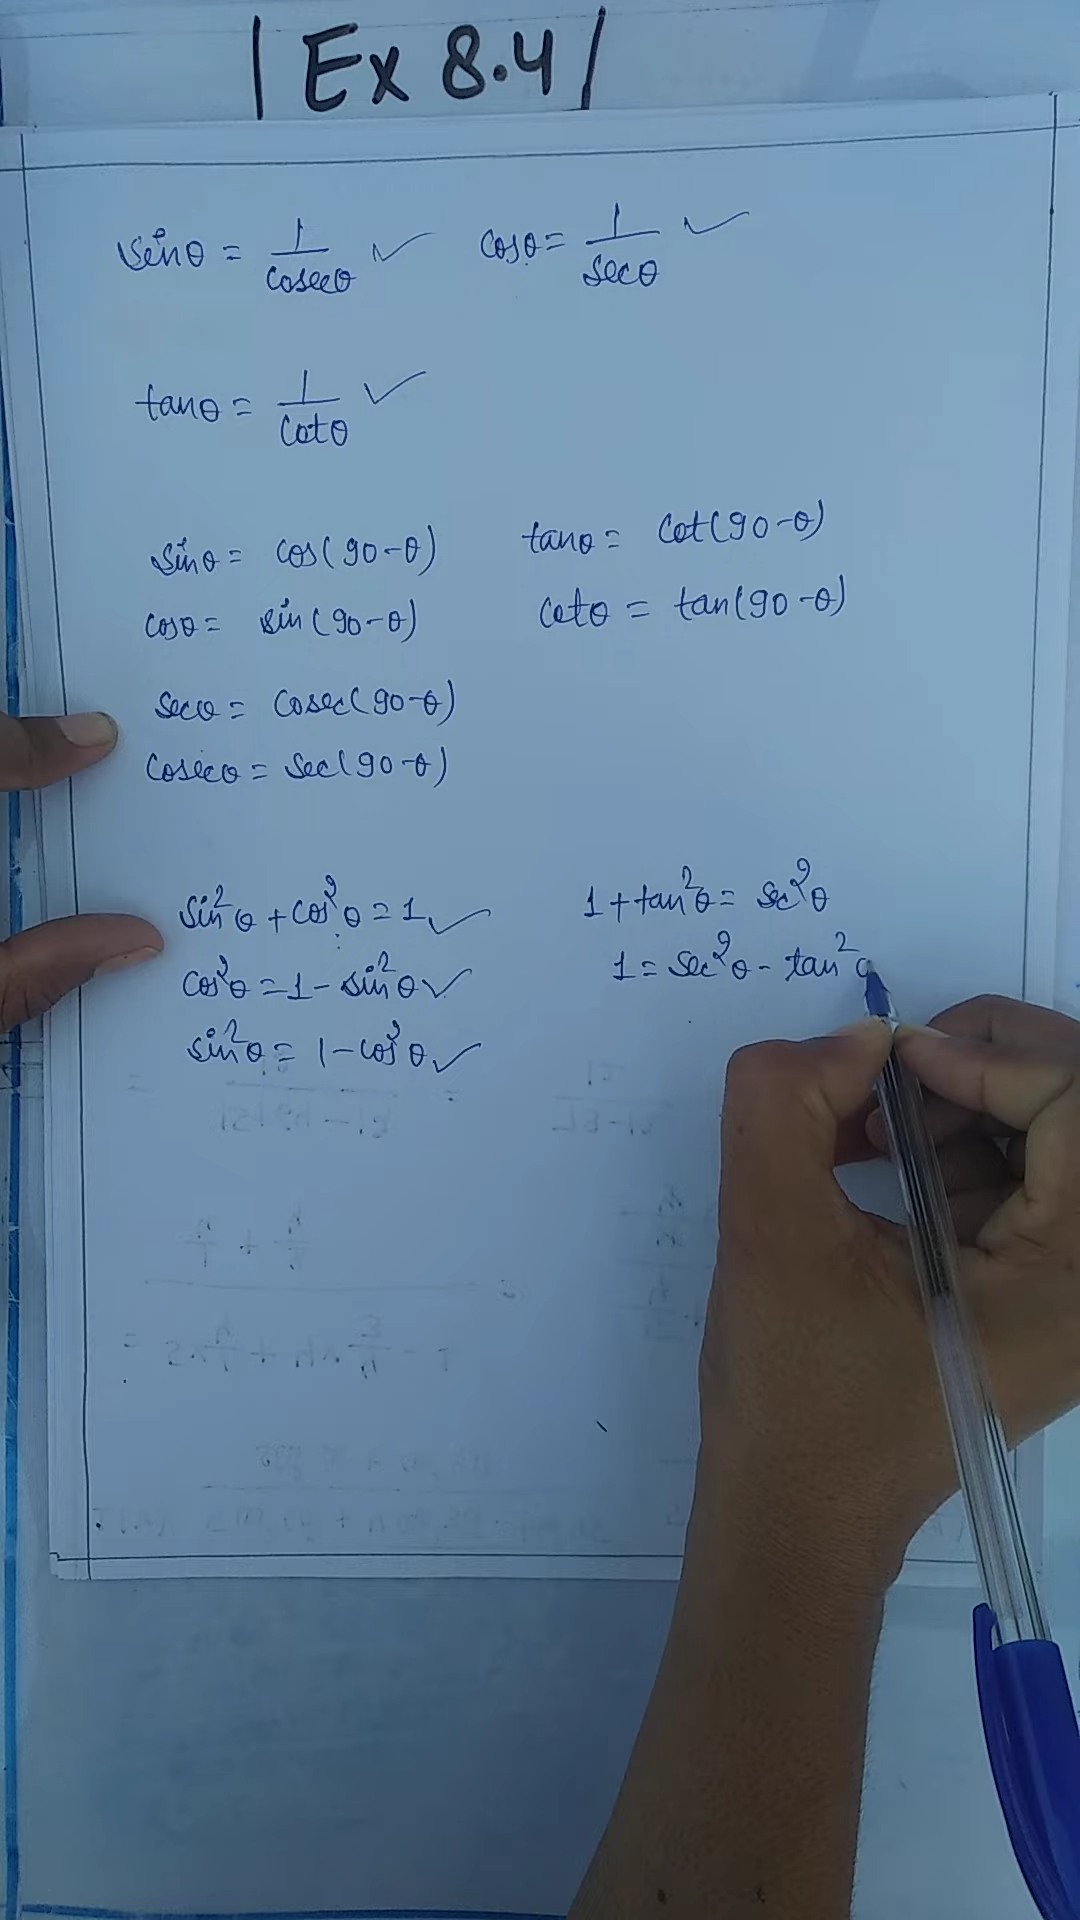 | Ex 8.4 |
sinθ = 1/cosecθ ✓ cosθ = 1/secθ ✓
tanθ = 1/cotθ ✓
sinθ = cos(90-θ) tanθ = cot(90-θ)
cosθ = sin(90-θ) cotθ = tan(90-θ)
secθ = cosec(90-θ)
cosecθ = sec(90-θ)
sin²θ + cos²θ = 1 ✓ 1 + tan²θ = sec²θ
cos²θ = 1 - sin²θ ✓ 1 = sec²θ - tan²θ
sin²θ = 1 - cos²θ ✓